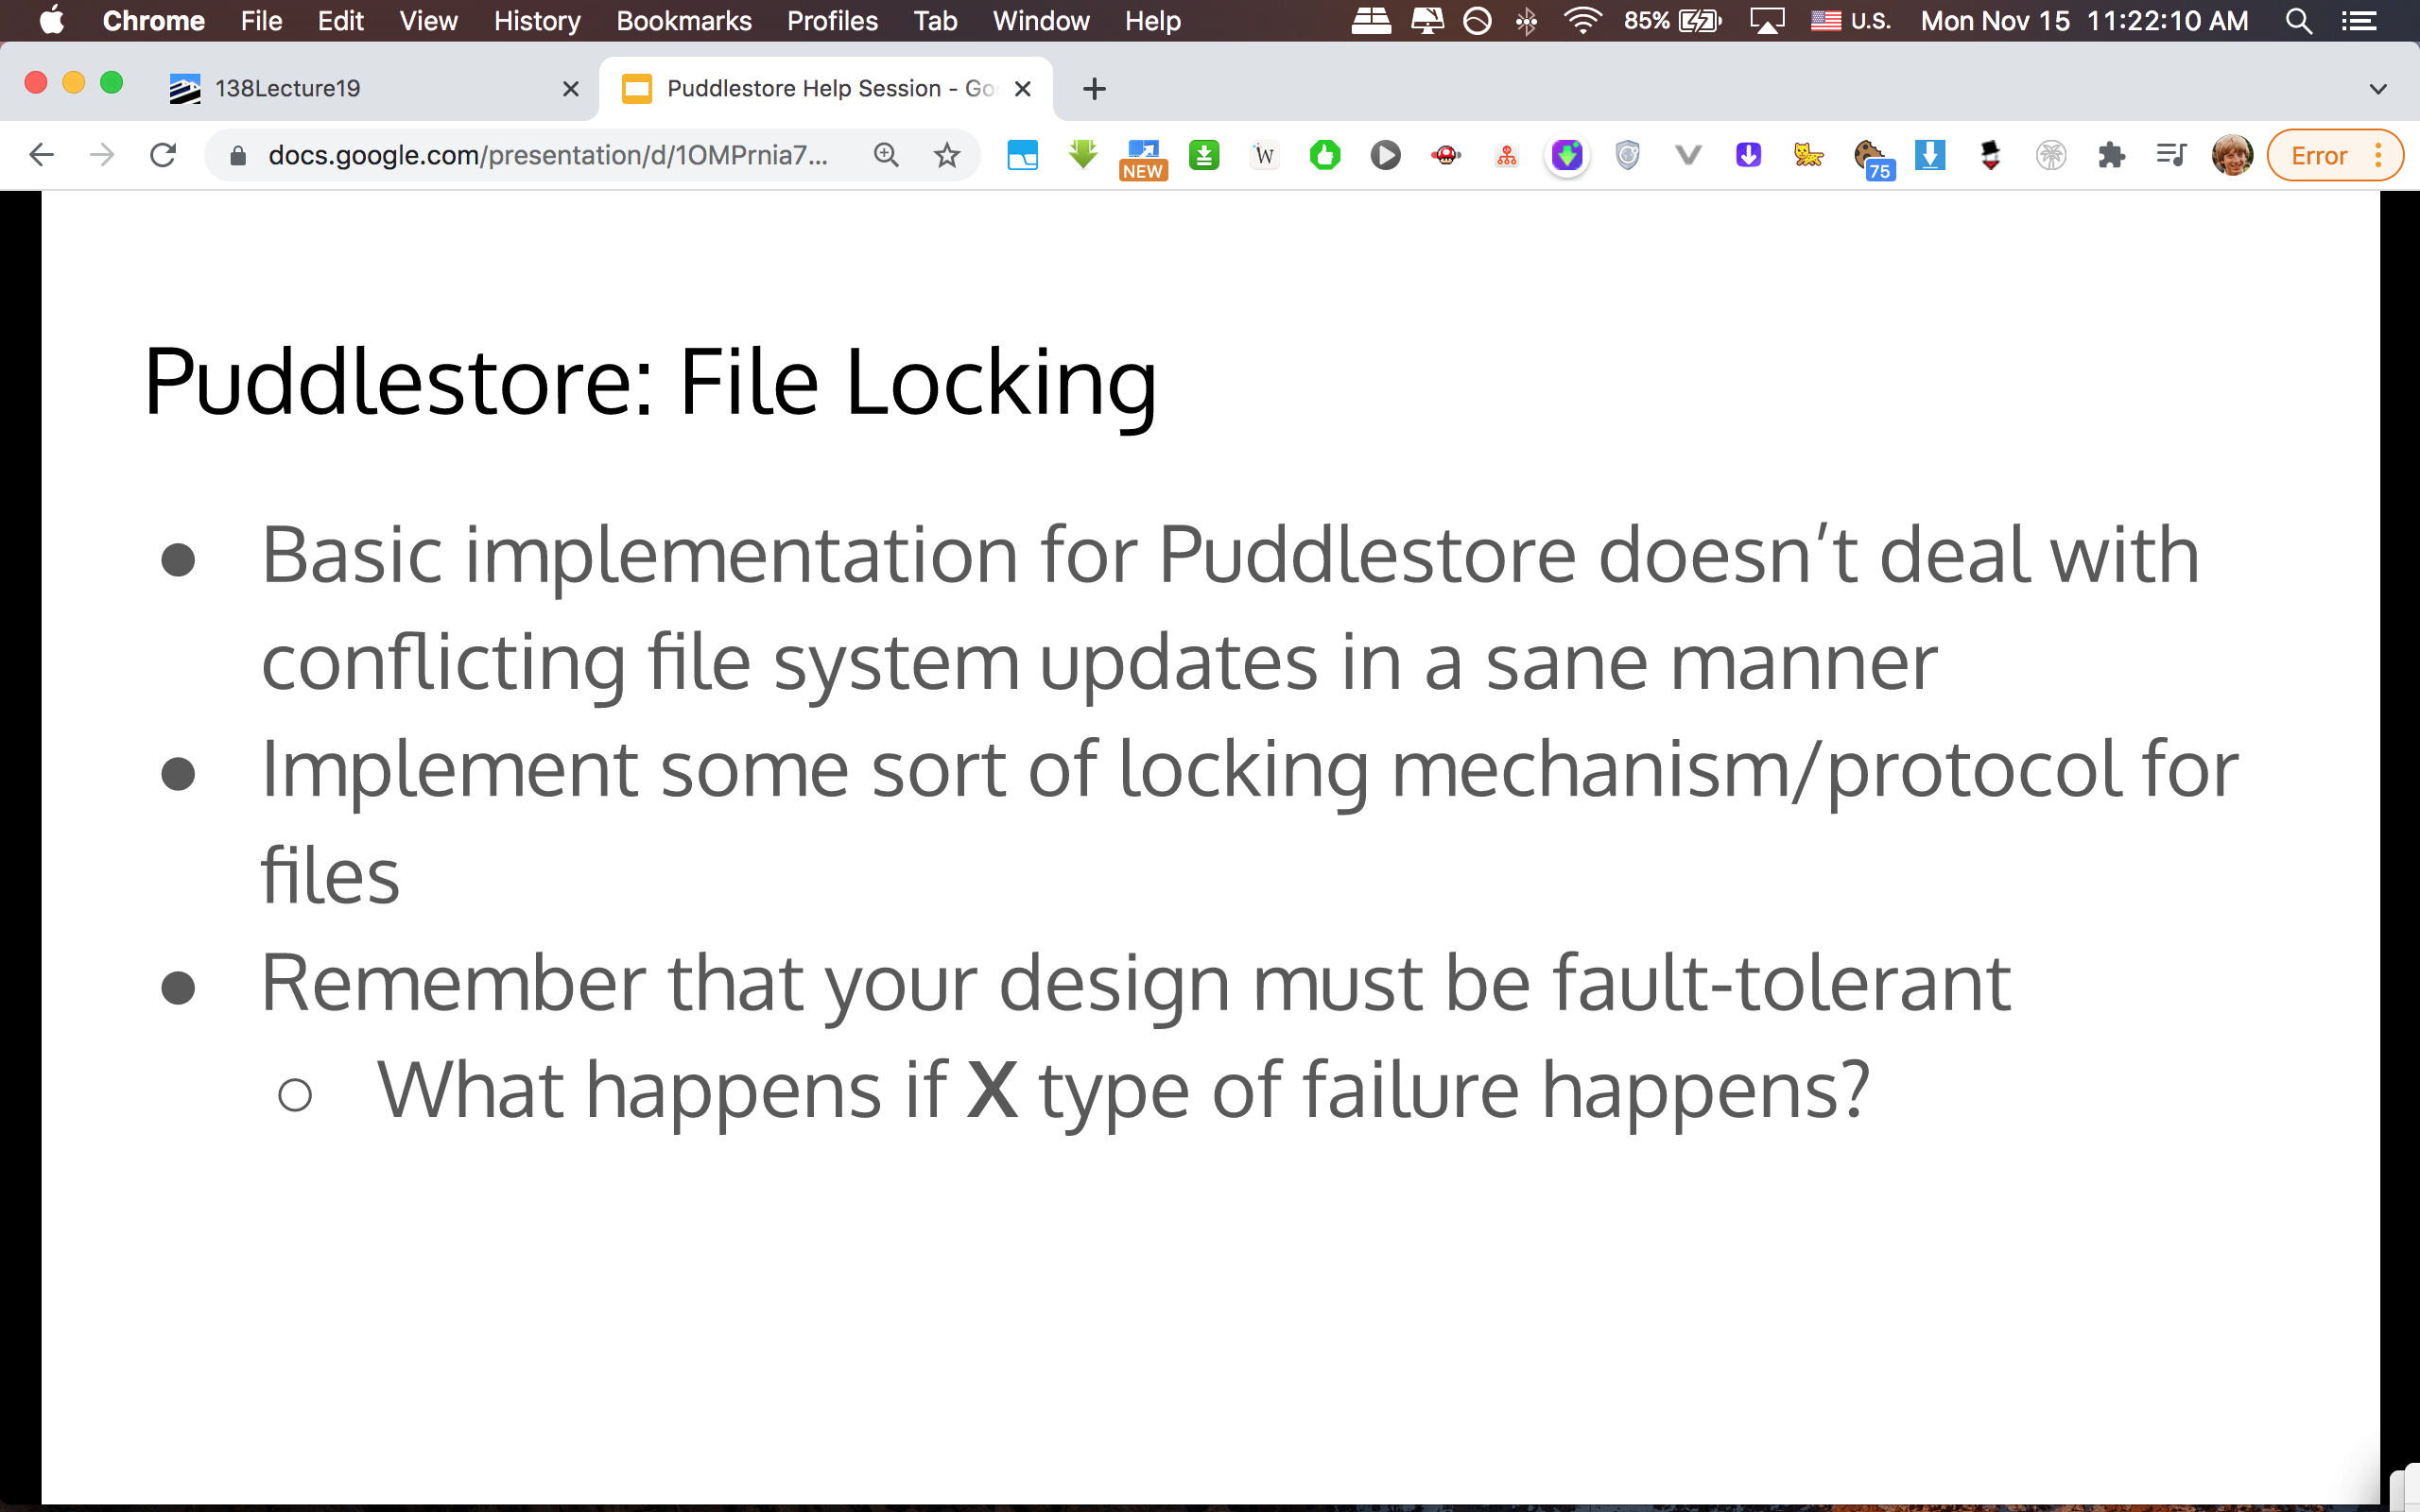 Chrome File Edit View History Bookmarks Profiles Tab Window Help 85% U.S. Mon Nov 15 11:22:10 AM
138Lecture19 Puddlestore Help Session - Go
docs.google.com/presentation/d/1OMPrnia7... NEW W 75 Error
Puddlestore: File Locking
● Basic implementation for Puddlestore doesn’t deal with
conflicting file system updates in a sane manner
● Implement some sort of locking mechanism/protocol for
files
● Remember that your design must be fault-tolerant
○ What happens if X type of failure happens?